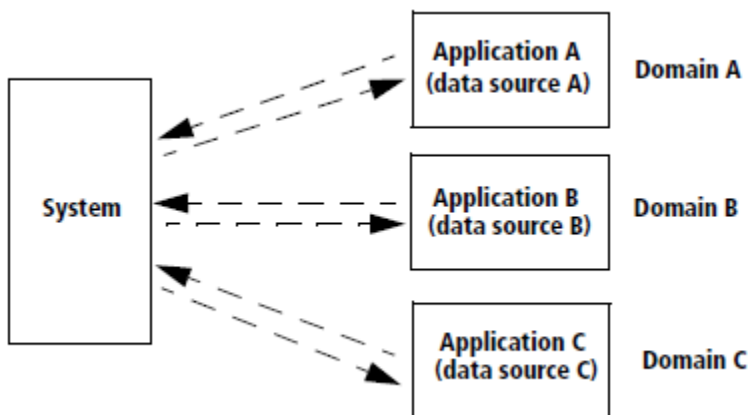 Application A
(data source A)
Domain A
System
Application B
(data source B)
Domain B
Application C
(data source C)
Domain C